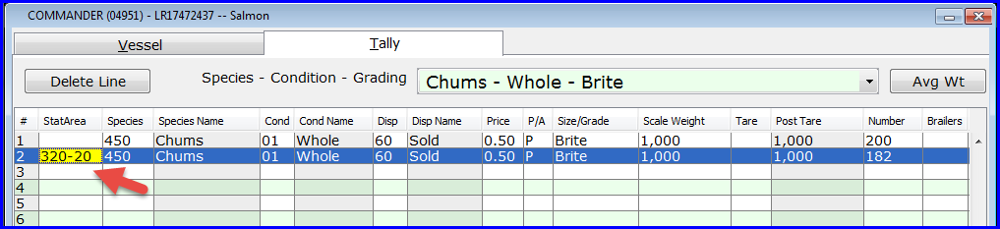 COMMANDER (04951) - LR17472437 -- Salmon
Vessel Tally
Delete Line Species - Condition - Grading Chums - Whole - Brite Avg Wt
# StatArea Species Species Name Cond Cond Name Disp Disp Name Price P/A Size/Grade Scale Weight Tare Post Tare Number Brailers
1 450 Chums 01 Whole 60 Sold 0.50 P Brite 1,000 1,000 200
2 320-20 450 Chums 01 Whole 60 Sold 0.50 P Brite 1,000 1,000 182
3
4
5
6